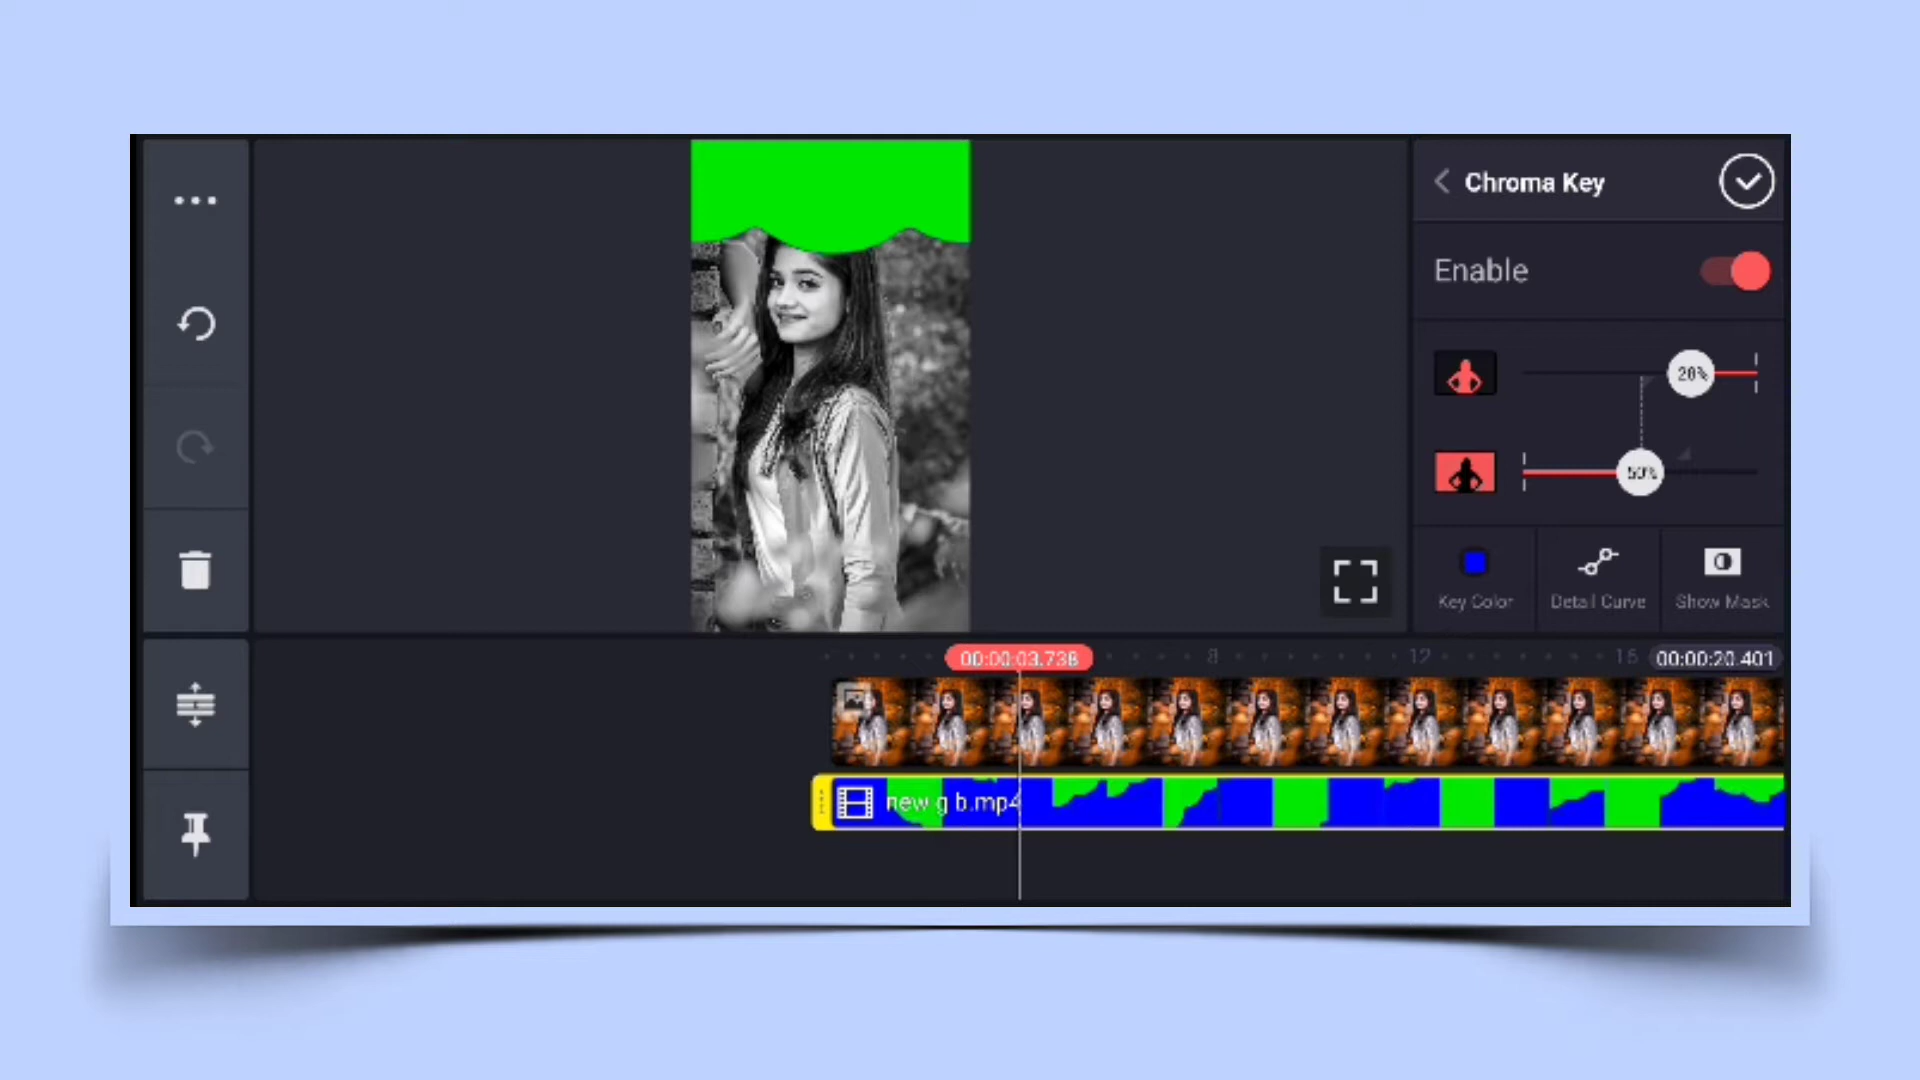 Chroma Key
Enable
28%
50%
Key Color
Detail Curve
Show Mask
00:00:03.738
8
12
16
00:00:20.401
new g b.mp4